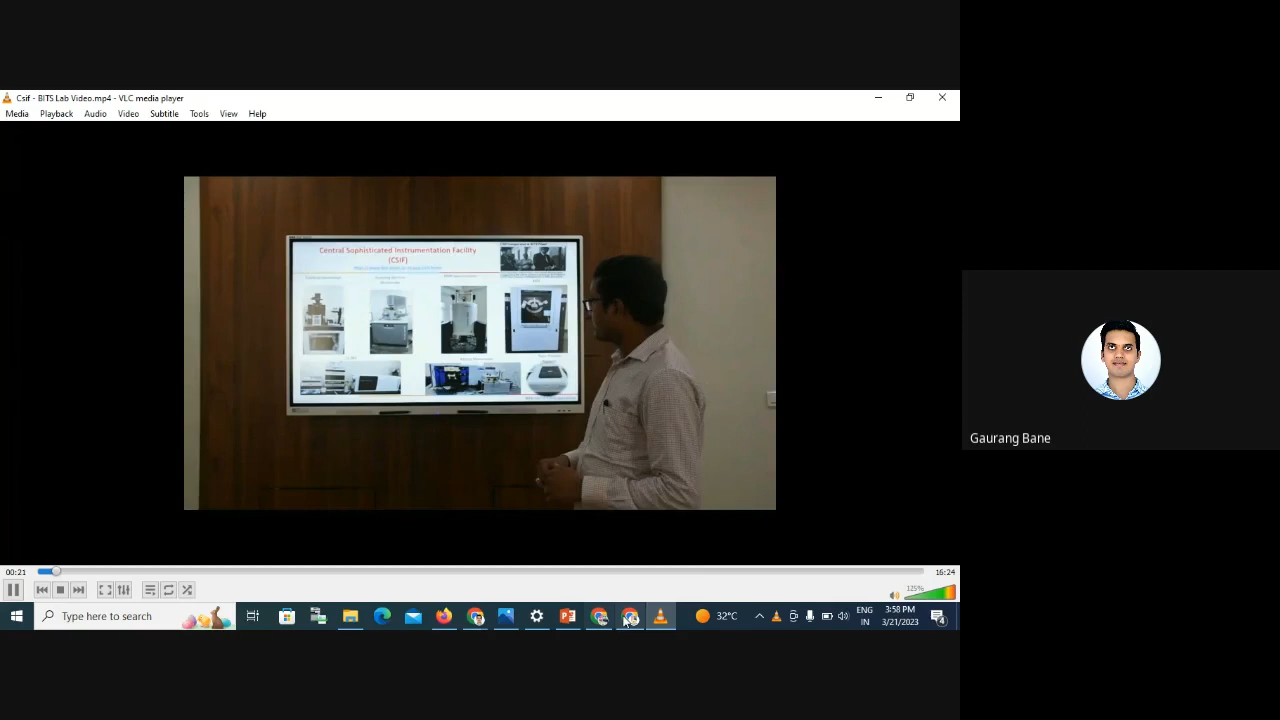 Csif - BITS Lab Video.mp4 - VLC media player
Media Playback Audio Video Subtitle Tools View Help
Central Sophisticated Instrumentation Facility
(CSIF)
Gaurang Bane
00:21
16:24
125%
Type here to search
32°C
ENG
IN
3:58 PM
3/21/2023
4